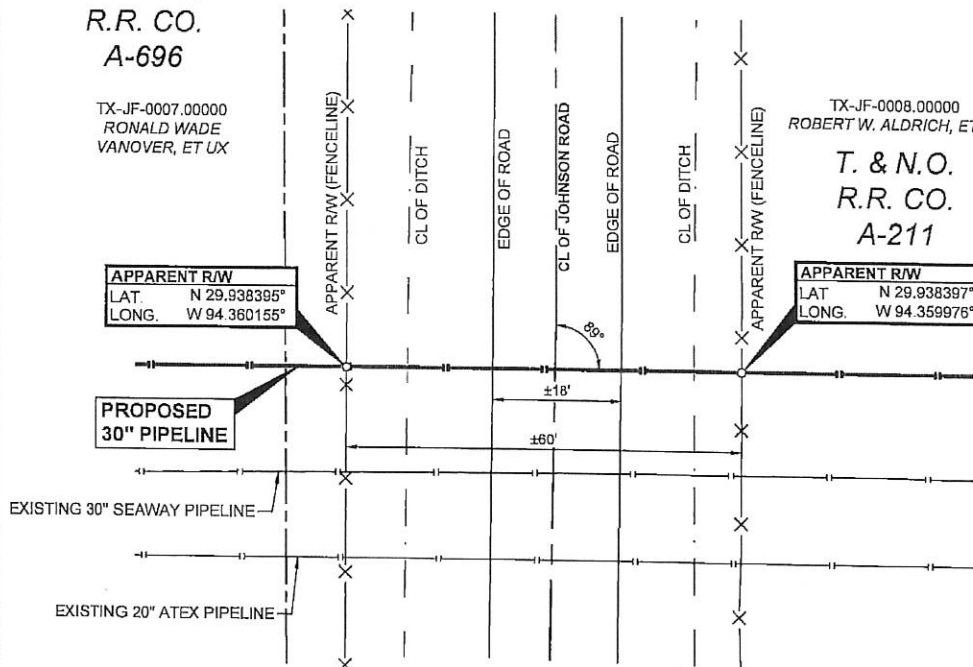 R.R. CO.
A-696
TX-JF-0007.00000
RONALD WADE
VANOVER, ET UX
APPARENT R/W (FENCELINE)
CL OF DITCH
EDGE OF ROAD
CL OF JOHNSON ROAD
EDGE OF ROAD
CL OF DITCH
APPARENT R/W (FENCELINE)
TX-JF-0008.00000
ROBERT W. ALDRICH,
T. & N.O.
R.R. CO.
A-211
APPARENT R/W
LAT. N 29.938395°
LONG. W 94.360155°
APPARENT R/W
LAT N 29.938397°
LONG. W 94.359976°
89°
PROPOSED
30" PIPELINE
±18'
±60'
EXISTING 30" SEAWAY PIPELINE
EXISTING 20" ATEX PIPELINE